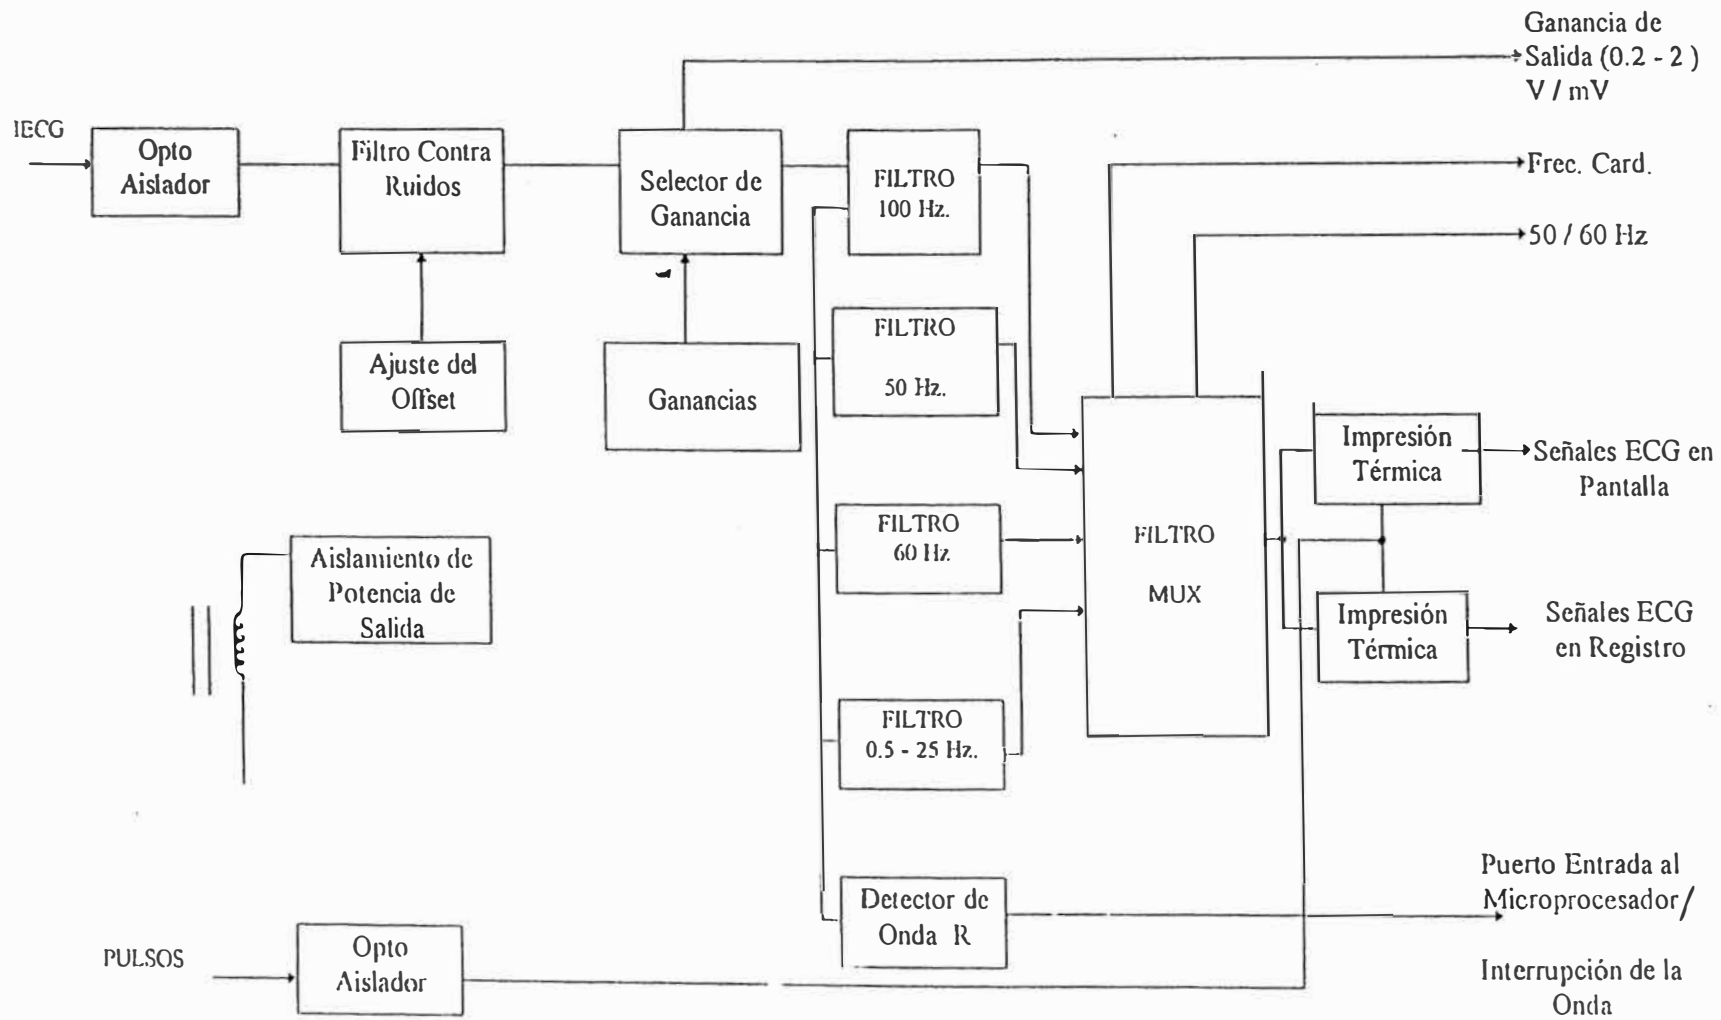 Ganancia de
Salida (0.2 - 2 )
V / mV
IECG
Opto
Aislador
Filtro Contra
Ruidos
Selector de
Ganancia
FILTRO
100 Hz.
Frec. Card.
50 / 60 Hz
Ajuste del
Offset
Ganancias
FILTRO
50 Hz.
Impresión
Térmica
Señales ECG en
Pantalla
Aislamiento de
Potencia de
Salida
FILTRO
60 Hz
FILTRO
MUX
Impresión
Térmica
Señales ECG
en Registro
FILTRO
0.5 - 25 Hz.
Detector de
Onda R
Puerto Entrada al
Microprocesador/
Interrupción de la
Onda
PULSOS
Opto
Aislador